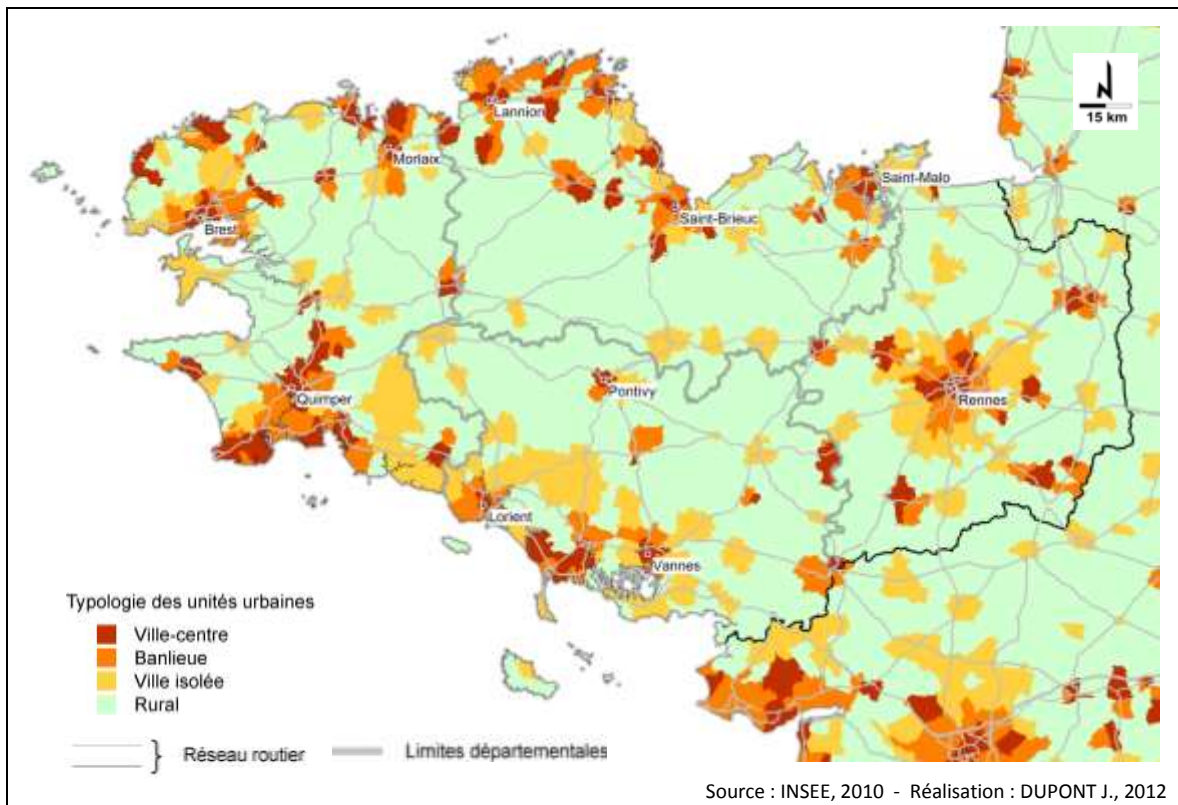 N
15 km
Lannion
Morlaix
Saint-Malo
Saint-Brieuc
Brest
Pontivy
Quimper
Rennes
Lorient
Vannes
Typologie des unités urbaines
Ville-centre
Banlieue
Ville isolée
Rural
Réseau routier
Limites départementales
Source : INSEE, 2010 - Réalisation : DUPONT J., 2012